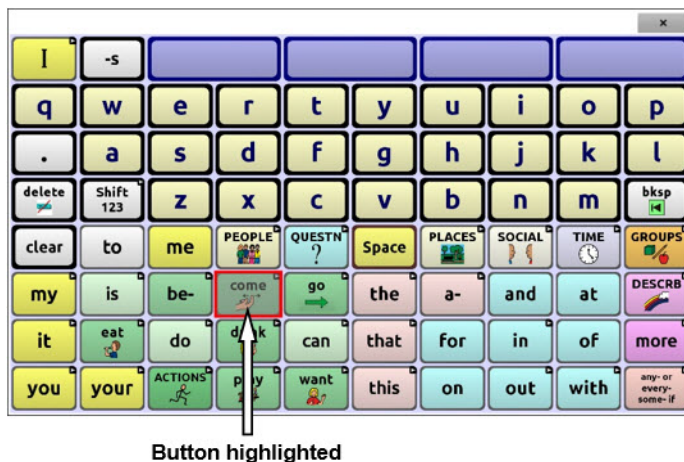 ×
I -s
q w e r t y u i o p
. a s d f g h j k l
delete Shift 123 z x c v b n m bksp
clear to me PEOPLE QUESTN ? Space PLACES SOCIAL TIME GROUPS
my is be- come go the a- and at DESCRB
it eat do drink can that for in of more
you your ACTIONS play want this on out with any- or every- some- if
Button highlighted